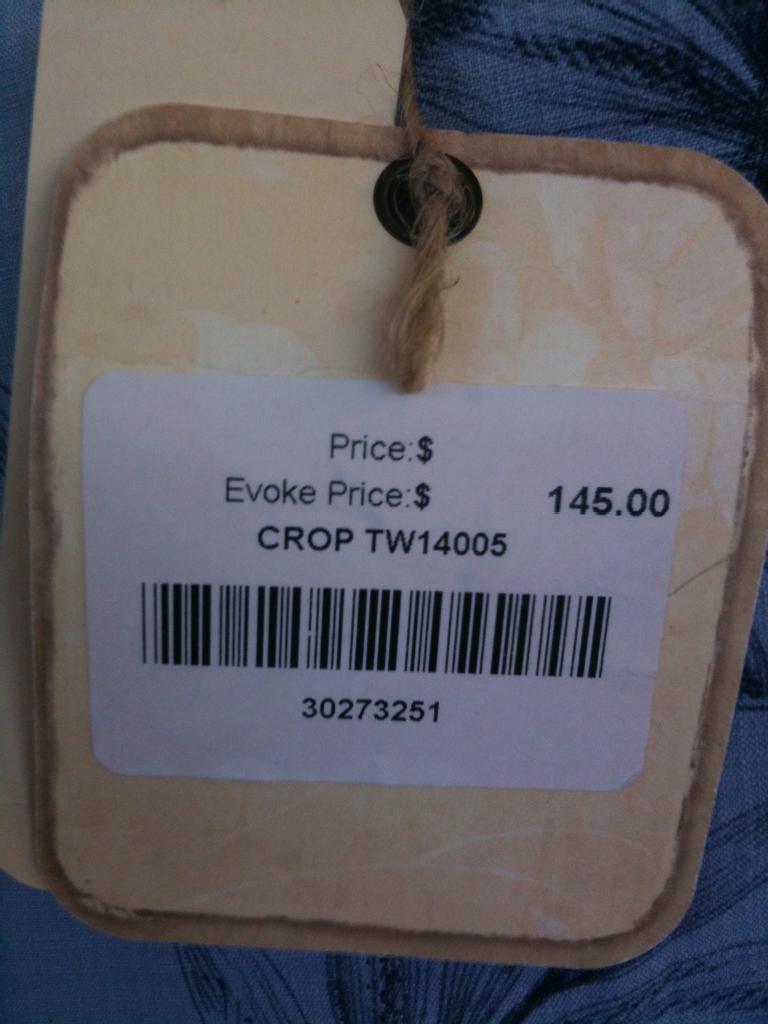 Price:$
Evoke Price:$ 145.00
CROP TW14005
30273251